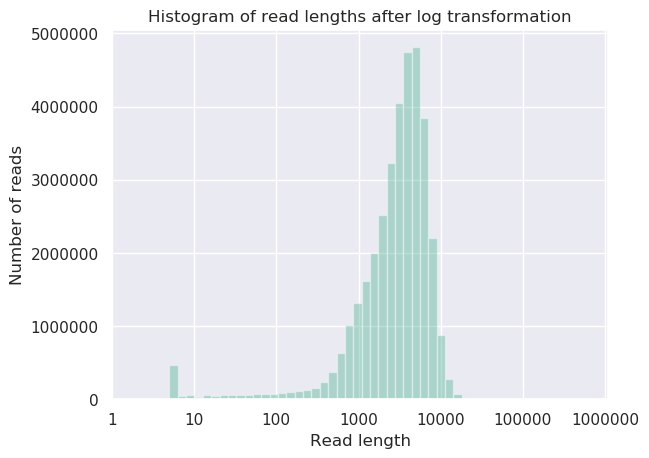 Histogram of read lengths after log transformation
Number of reads
5000000
4000000
3000000
2000000
1000000
0
1 10 100 1000 10000 100000 1000000
Read length